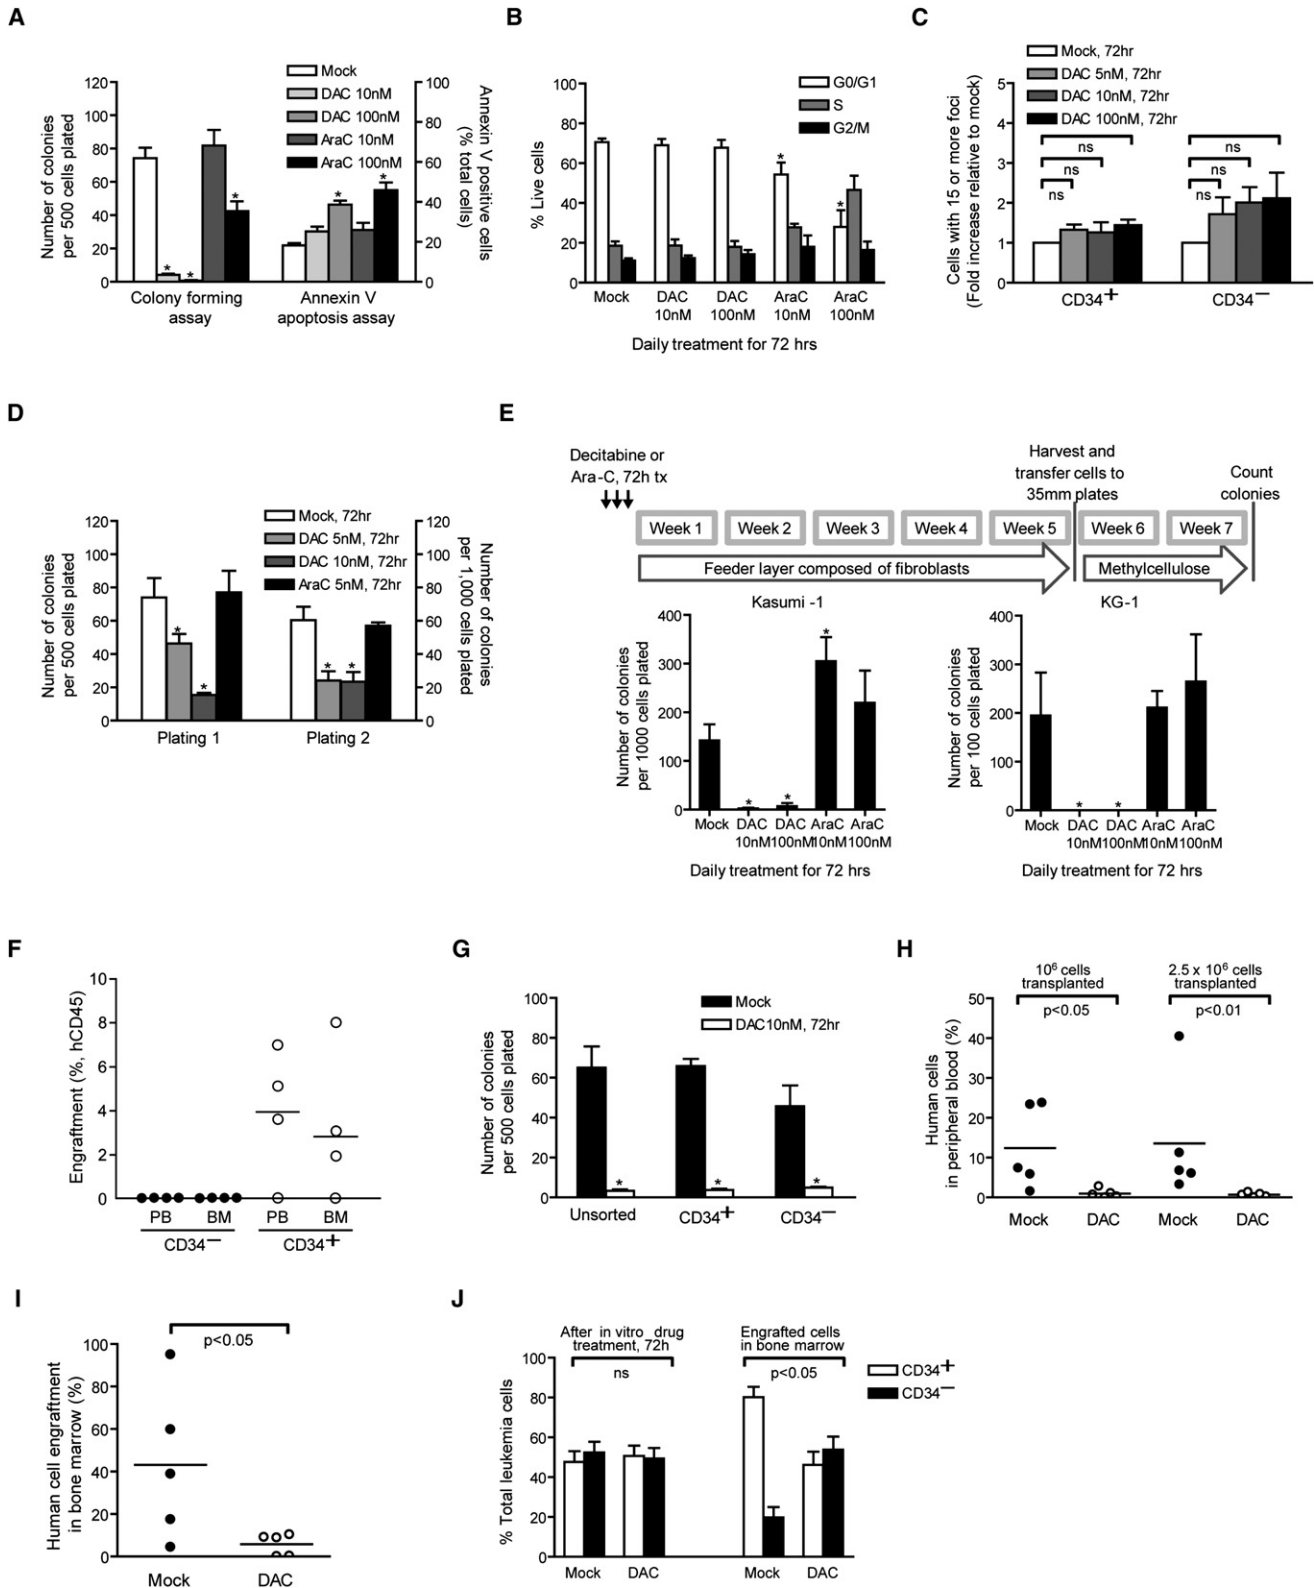 A
Mock
DAC 10nM
DAC 100nM
AraC 10nM
AraC 100nM
Number of colonies
per 500 cells plated
120
100
80
60
40
20
0
100
80
60
40
20
0
Annexin V positive cells
(% total cells)
* * * * *
Colony forming
assay
Annexin V
apoptosis assay
B
G0/G1
S
G2/M
% Live cells
100
80
60
40
20
0
* *
Mock
DAC
10nM
DAC
100nM
AraC
10nM
AraC
100nM
Daily treatment for 72 hrs
C
Mock, 72hr
DAC 5nM, 72hr
DAC 10nM, 72hr
DAC 100nM, 72hr
Cells with 15 or more foci
(Fold increase relative to mock)
5
4
3
2
1
0
ns
ns
ns
ns
ns
ns
CD34+
CD34−
D
Mock, 72hr
DAC 5nM, 72hr
DAC 10nM, 72hr
AraC 5nM, 72hr
Number of colonies
per 500 cells plated
120
100
80
60
40
20
0
120
100
80
60
40
20
0
Number of colonies
per 1,000 cells plated
* * * *
Plating 1
Plating 2
E
Decitabine or
Ara-C, 72h tx
Harvest and
transfer cells to
35mm plates
Count
colonies
Week 1 Week 2 Week 3 Week 4 Week 5 Week 6 Week 7
Feeder layer composed of fibroblasts
Methylcellulose
Kasumi -1
Number of colonies
per 1000 cells plated
400
300
200
100
0
* * *
Mock
DAC
10nM
DAC
100nM
AraC
10nM
AraC
100nM
Daily treatment for 72 hrs
KG-1
Number of colonies
per 100 cells plated
400
300
200
100
0
* *
Mock
DAC
10nM
DAC
100nM
AraC
10nM
AraC
100nM
Daily treatment for 72 hrs
F
Engraftment (%, hCD45)
10
8
6
4
2
0
PB BM PB BM
CD34−
CD34+
G
Mock
DAC10nM, 72hr
Number of colonies
per 500 cells plated
100
80
60
40
20
0
* * *
Unsorted
CD34+
CD34−
H
10⁶ cells
transplanted
p<0.05
2.5 x 10⁶ cells
transplanted
p<0.01
Human cells
in peripheral blood (%)
50
40
30
20
10
0
Mock DAC Mock DAC
I
p<0.05
Human cell engraftment
in bone marrow (%)
100
80
60
40
20
0
Mock DAC
J
After in vitro drug
treatment, 72h
ns
Engrafted cells
in bone marrow
p<0.05
CD34+
CD34−
% Total leukemia cells
100
80
60
40
20
0
Mock DAC Mock DAC